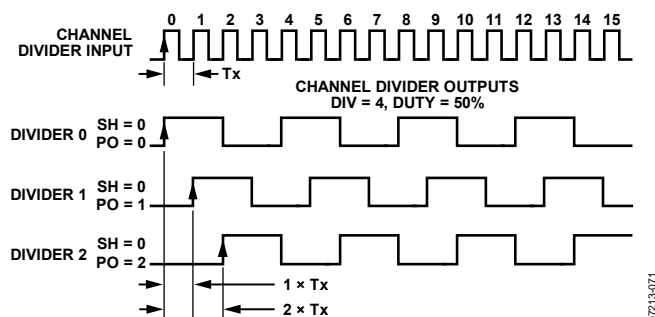 CHANNEL
DIVIDER INPUT
0 1 2 3 4 5 6 7 8 9 10 11 12 13 14 15
Tx
CHANNEL DIVIDER OUTPUTS
DIV = 4, DUTY = 50%
DIVIDER 0
SH = 0
PO = 0
DIVIDER 1
SH = 0
PO = 1
DIVIDER 2
SH = 0
PO = 2
1 × Tx
2 × Tx
07213-071